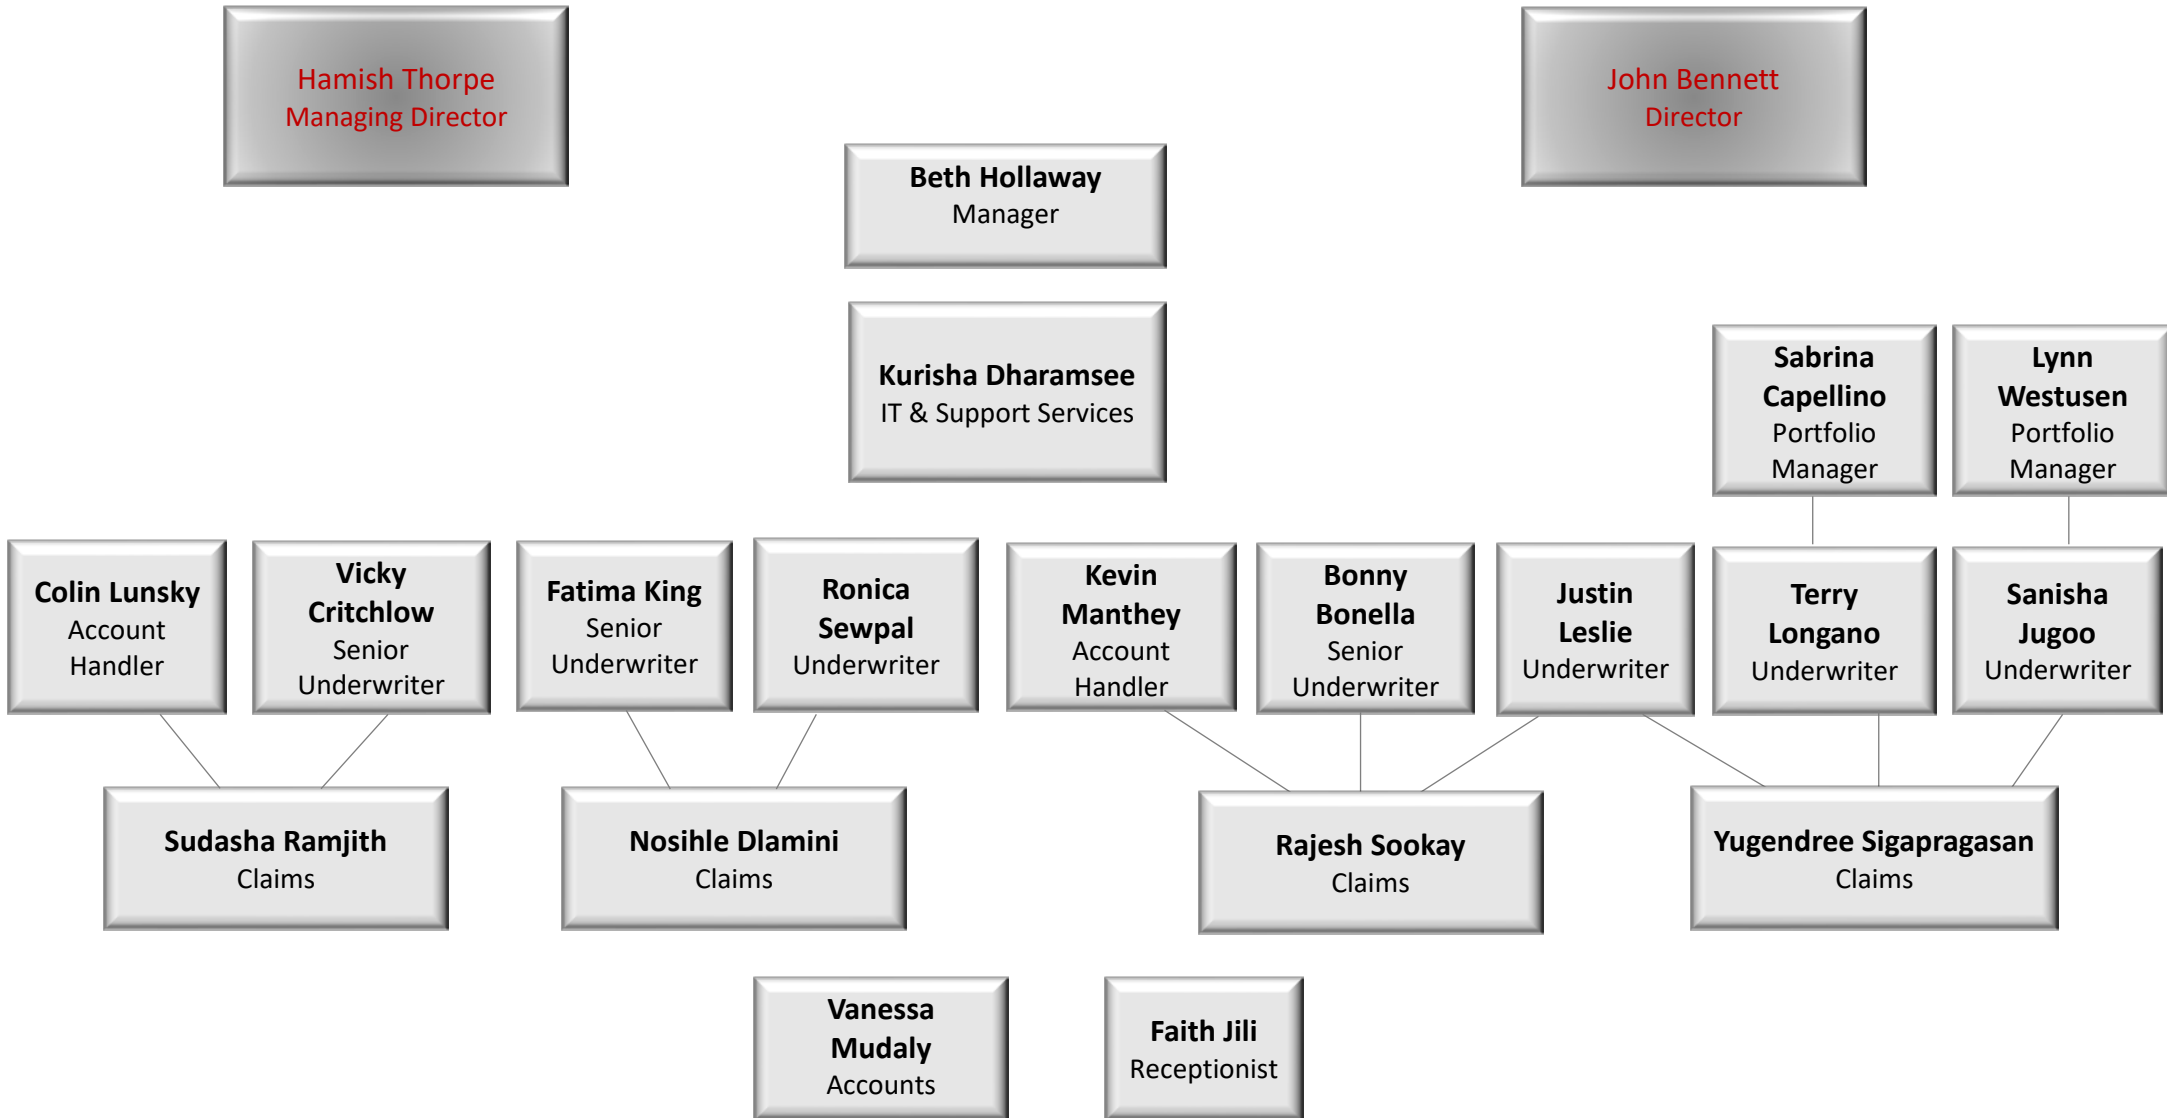 Hamish Thorpe
Managing Director
John Bennett
Director
Beth Hollaway
Manager
Kurisha Dharamsee
IT & Support Services
Sabrina
Capellino
Portfolio
Manager
Lynn
Westusen
Portfolio
Manager
Colin Lunsky
Account
Handler
Vicky
Critchlow
Senior
Underwriter
Fatima King
Senior
Underwriter
Ronica
Sewpal
Underwriter
Kevin
Manthey
Account
Handler
Bonny
Bonella
Senior
Underwriter
Justin
Leslie
Underwriter
Terry
Longano
Underwriter
Sanisha
Jugoo
Underwriter
Sudasha Ramjith
Claims
Nosihle Dlamini
Claims
Rajesh Sookay
Claims
Yugendree Sigapragasan
Claims
Vanessa
Mudaly
Accounts
Faith Jili
Receptionist